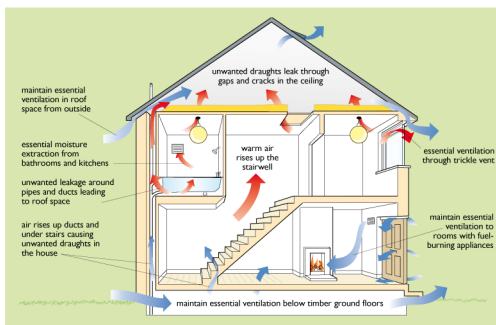 unwanted draughts leak through
gaps and cracks in the ceiling
maintain essential
ventilation in roof
space from outside
essential moisture
extraction from
bathrooms and kitchens
unwanted leakage around
pipes and ducts leading
to roof space
air rises up ducts and
under stairs causing
unwanted draughts in
the house
warm air
rises up the
stairwell
essential ventilation
through trickle vent
maintain essential
ventilation to
rooms with fuel-
burning appliances
maintain essential ventilation below timber ground floors